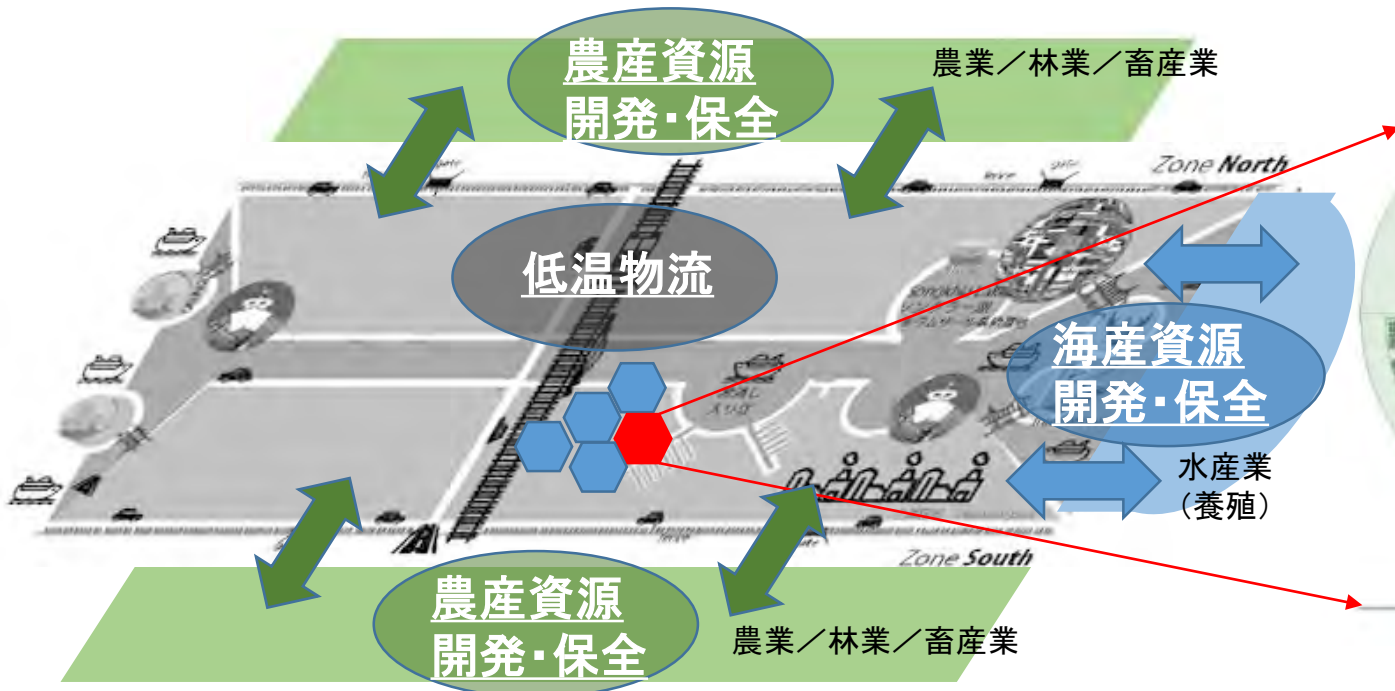 農産資源
開発・保全
農業／林業／畜産業
Zone North
低温物流
海産資源
開発・保全
水産業
（養殖）
Zone South
農産資源
開発・保全
農業／林業／畜産業